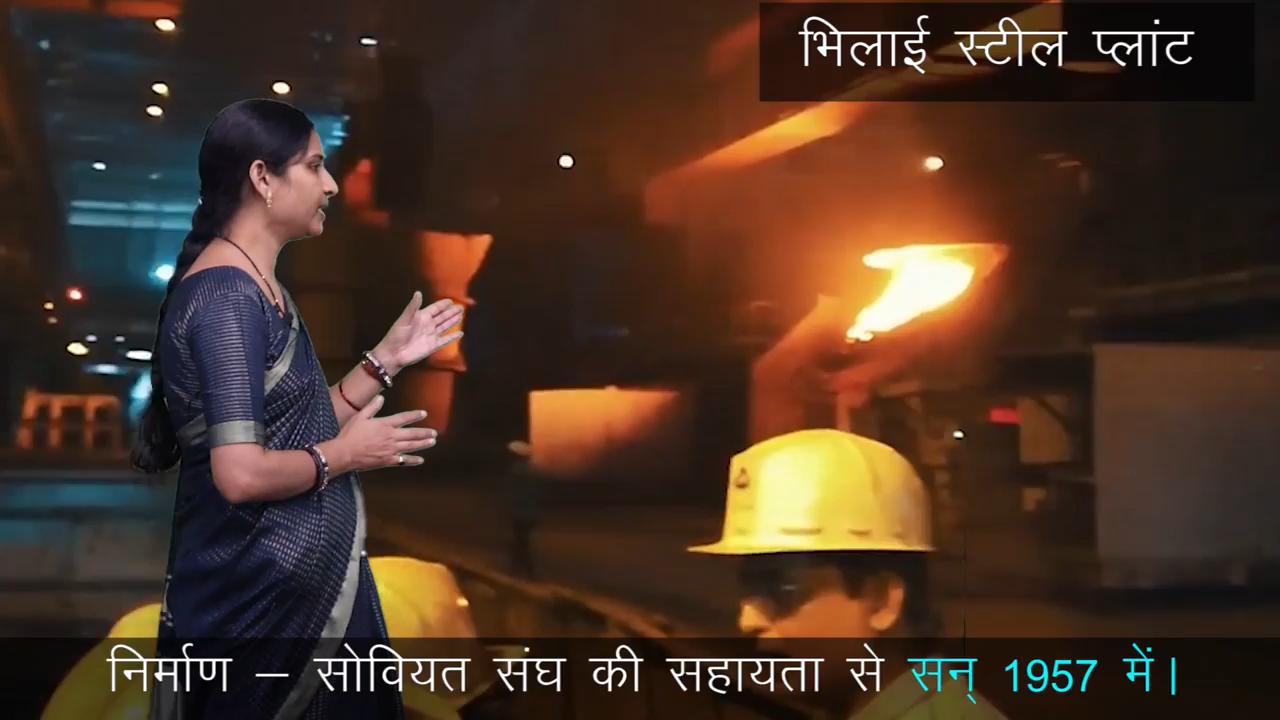 भिलाई स्टील प्लांट
निर्माण – सोवियत संघ की सहायता से सन् 1957 में|